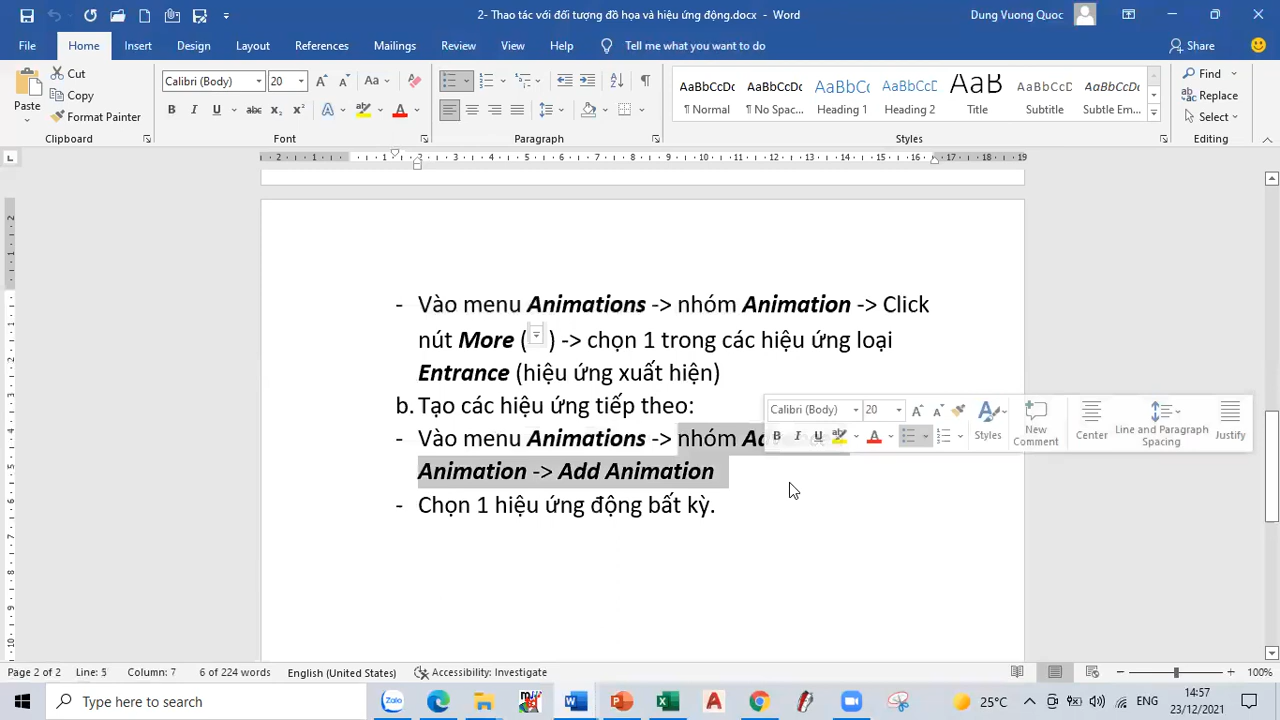 2- Thao tác với đối tượng đồ họa và hiệu ứng động.docx - Word
Dung Vuong Quoc
File Home Insert Draw Design Layout References Mailings Review View Help Tell me what you want to do Share
Cut
Copy
Format Painter
Paste
Calibri (Body) 20
AaBbCcDc AaBbCcDc AaBbCc AaBbCcD AaB AaBbCcD AaBbCcD
¶ Normal ¶ No Spac... Heading 1 Heading 2 Title Subtitle Subtle Em...
Find
Replace
Select
Clipboard Font Paragraph Styles Editing
- Vào menu Animations -> nhóm Animation -> Click
nút More ( ) -> chọn 1 trong các hiệu ứng loại
Entrance (hiệu ứng xuất hiện)
b. Tạo các hiệu ứng tiếp theo:
- Vào menu Animations -> nhóm
Animation -> Add Animation
- Chọn 1 hiệu ứng động bất kỳ.
Calibri (Body) 20
New Comment
Center
Line and Paragraph Spacing
Justify
Styles
Page 2 of 2 Line: 5 Column: 7 6 of 224 words English (United States) Accessibility: Investigate 100%
Type here to search
Zalo
25°C
14:57
23/12/2021